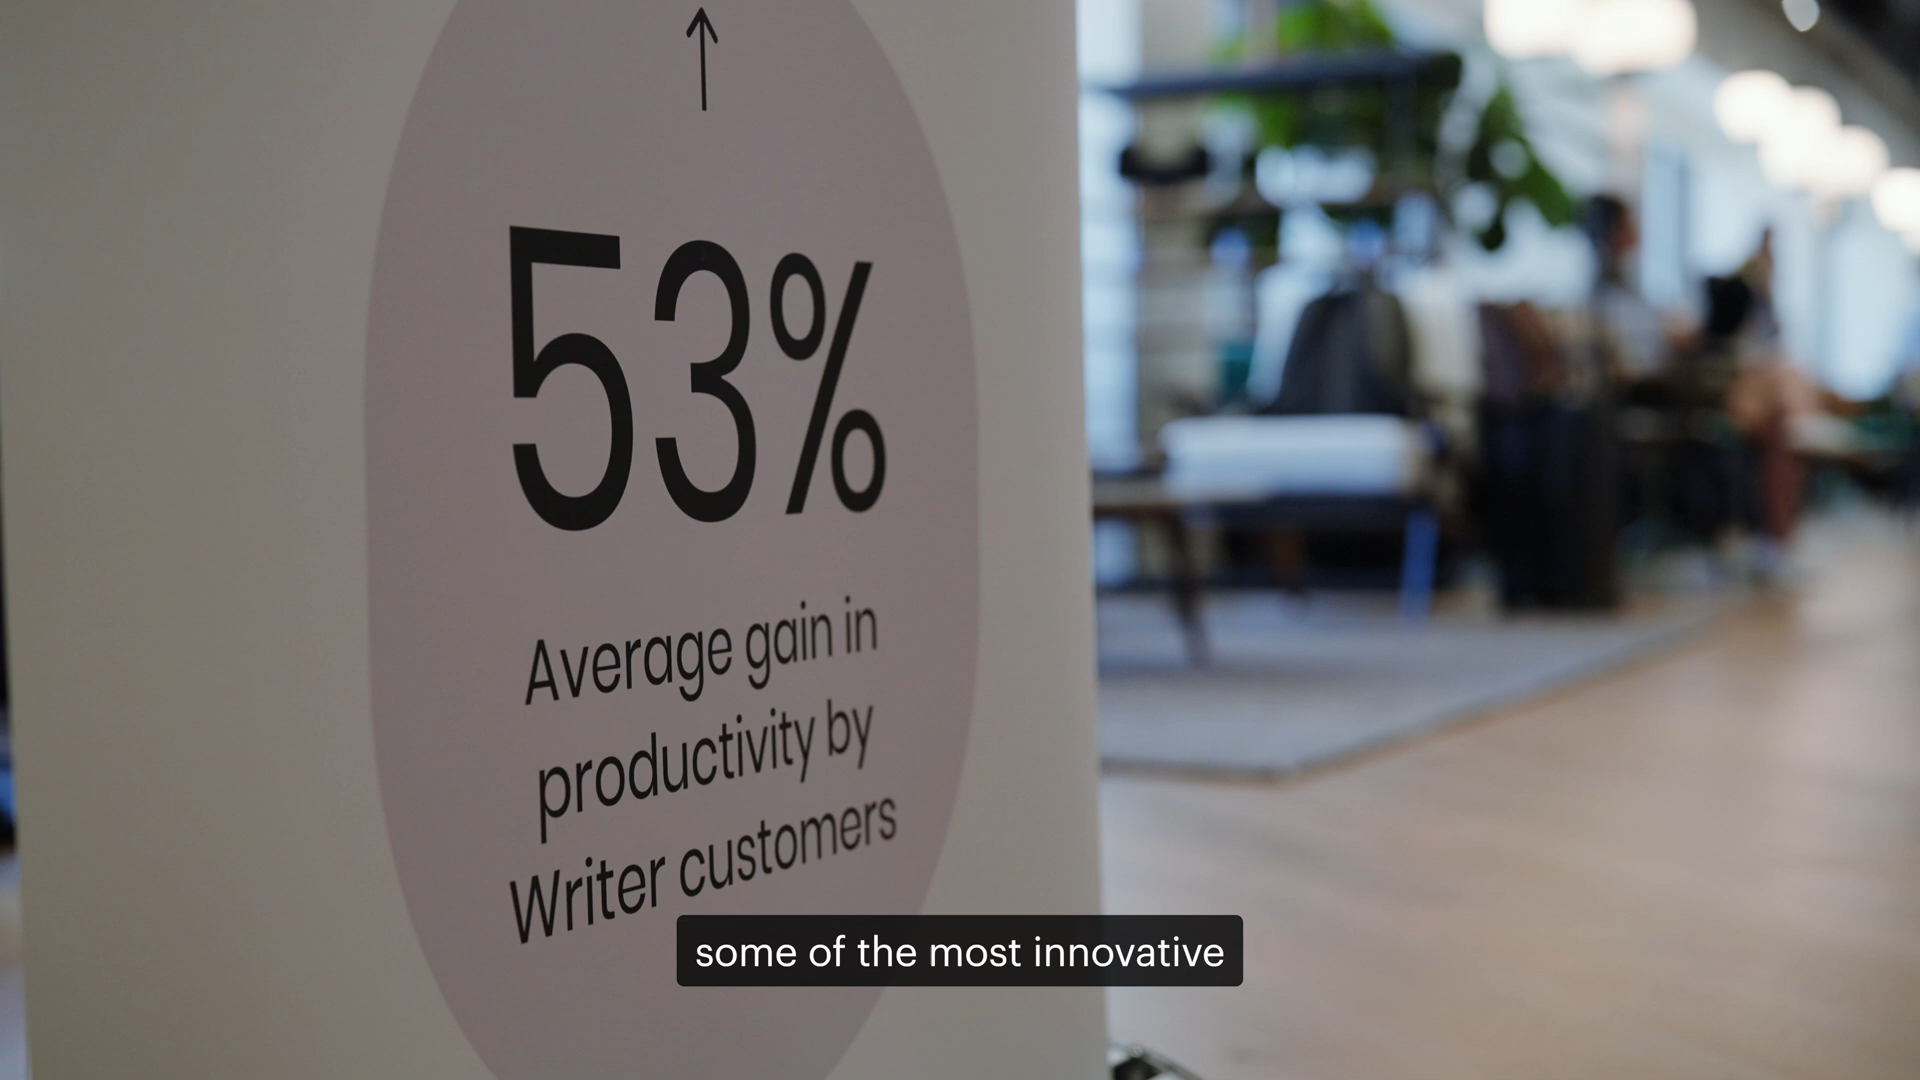 53%
Average gain in
productivity by
Writer customers
some of the most innovative